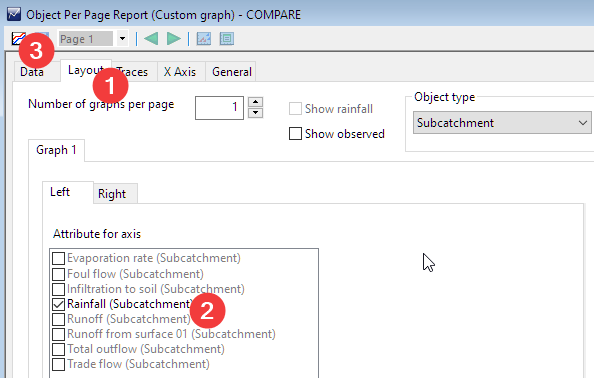 Object Per Page Report (Custom graph) - COMPARE
Page 1
3
Data
Layout
Traces
X Axis
General
1
Number of graphs per page
1
Show rainfall
Show observed
Object type
Subcatchment
Graph 1
Left
Right
Attribute for axis
Evaporation rate (Subcatchment)
Foul flow (Subcatchment)
Infiltration to soil (Subcatchment)
Rainfall (Subcatchment)
2
Runoff (Subcatchment)
Runoff from surface 01 (Subcatchment)
Total outflow (Subcatchment)
Trade flow (Subcatchment)